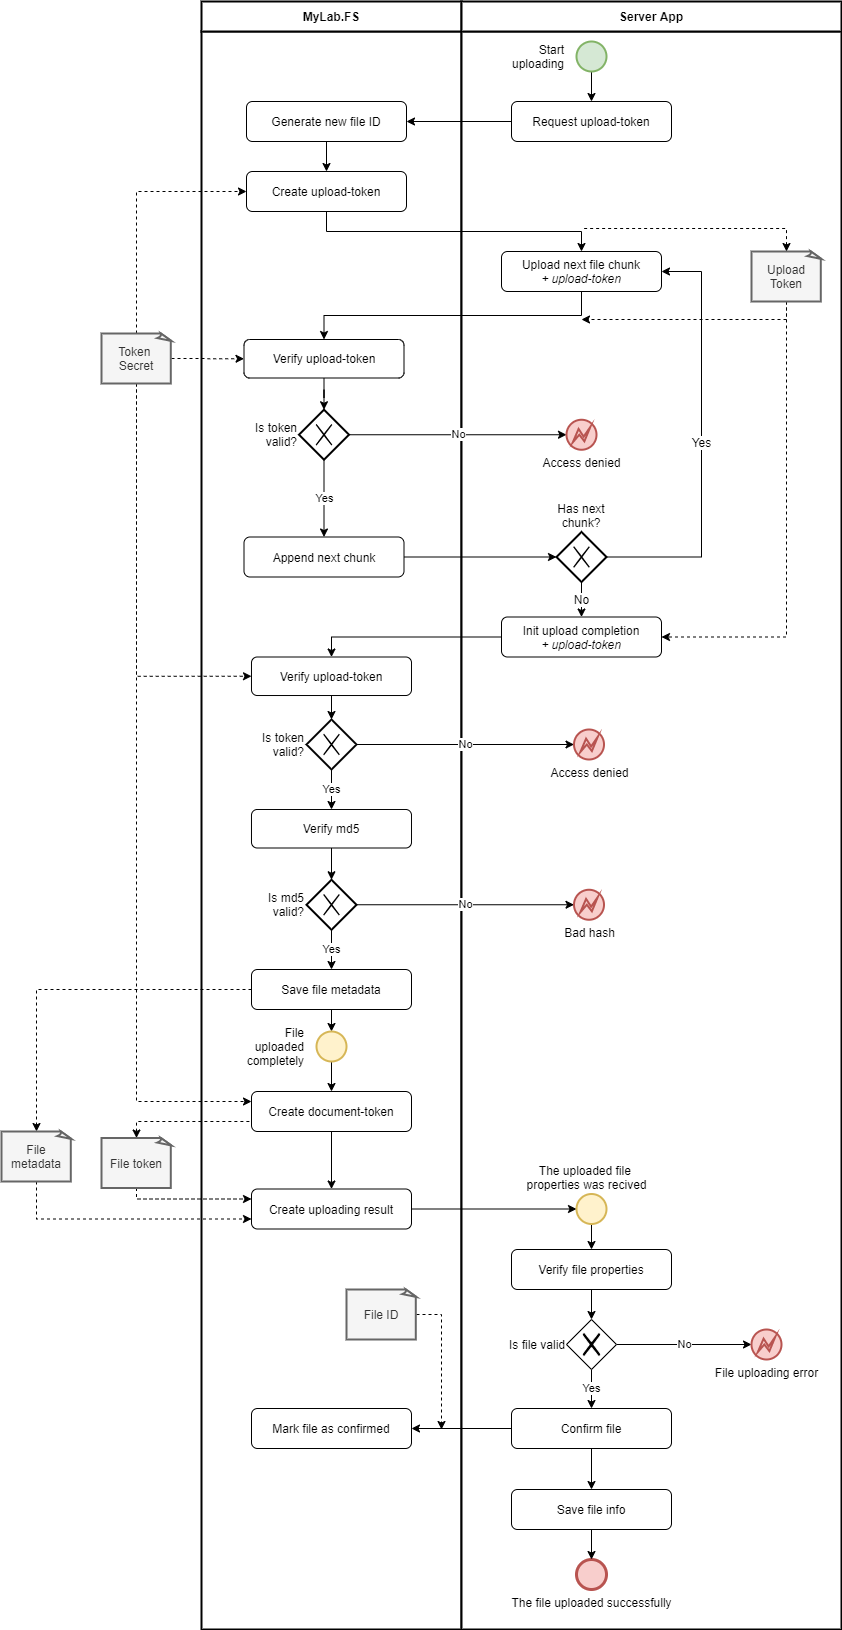 MyLab.FS
Server App
Start
uploading
Generate new file ID
Request upload-token
Create upload-token
Upload next file chunk
+ upload-token
Upload
Token
Token
Secret
Verify upload-token
Is token
valid?
No
Access denied
Yes
Yes
Has next
chunk?
Append next chunk
No
Init upload completion
+ upload-token
Verify upload-token
Is token
valid?
No
Access denied
Yes
Verify md5
Is md5
valid?
No
Bad hash
Yes
Save file metadata
File
uploaded
completely
Create document-token
File
metadata
File token
The uploaded file
properties was recived
Create uploading result
Verify file properties
File ID
Is file valid
No
File uploading error
Yes
Mark file as confirmed
Confirm file
Save file info
The file uploaded successfully